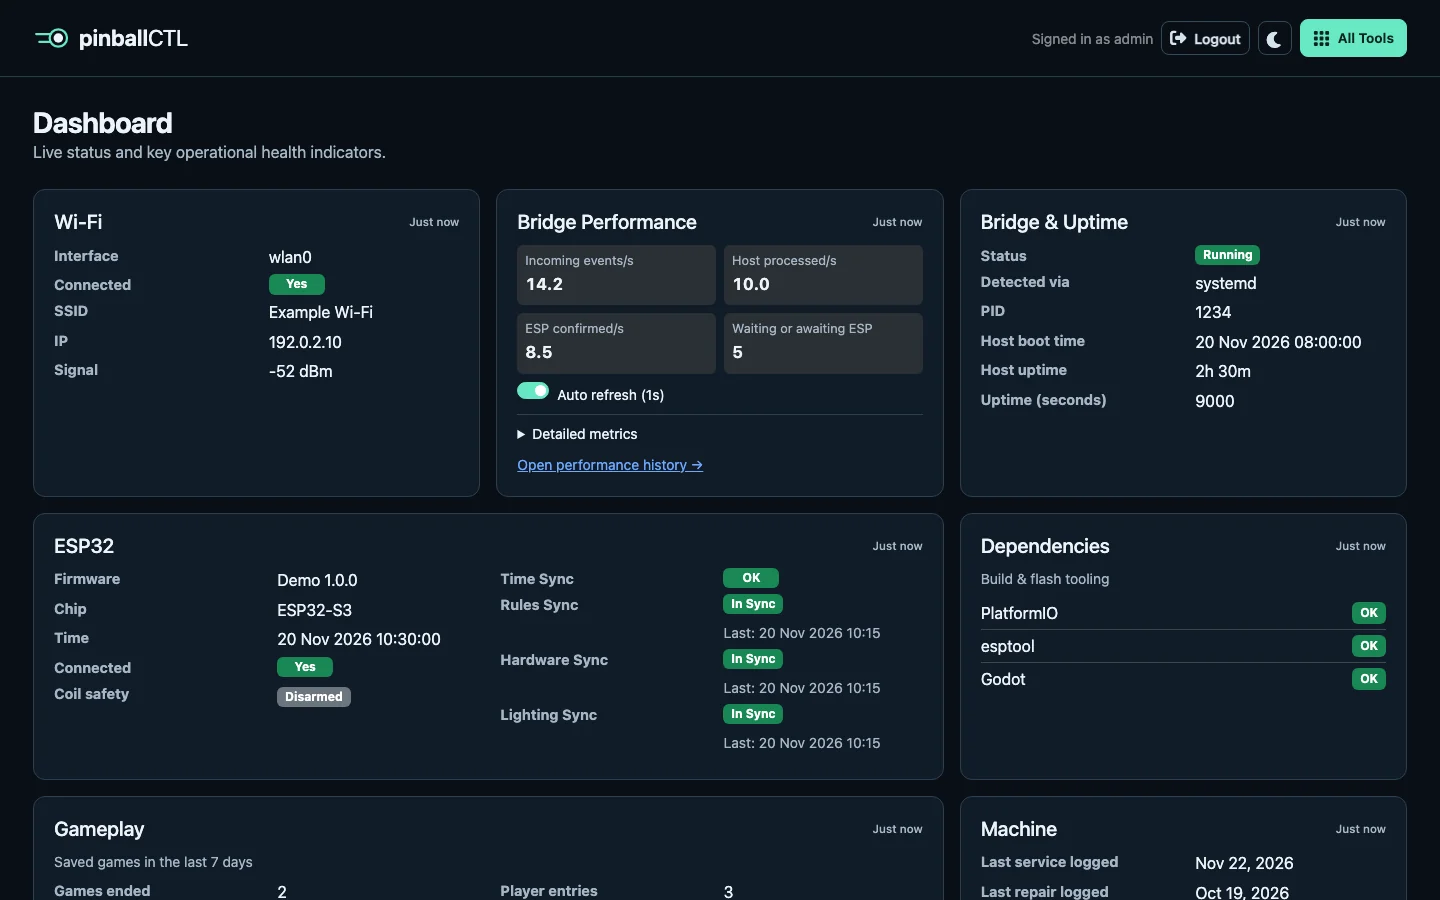 pinballCTL
Signed in as admin
Logout
All Tools
Dashboard
Live status and key operational health indicators.
Wi-Fi
Just now
Interface
wlan0
Connected
Yes
SSID
Example Wi-Fi
IP
192.0.2.10
Signal
-52 dBm
Bridge Performance
Just now
Incoming events/s
14.2
Host processed/s
10.0
ESP confirmed/s
8.5
Waiting or awaiting ESP
5
Auto refresh (1s)
Detailed metrics
Open performance history →
Bridge & Uptime
Just now
Status
Running
Detected via
systemd
PID
1234
Host boot time
20 Nov 2026 08:00:00
Host uptime
2h 30m
Uptime (seconds)
9000
ESP32
Just now
Firmware
Demo 1.0.0
Chip
ESP32-S3
Time
20 Nov 2026 10:30:00
Connected
Yes
Coil safety
Disarmed
Time Sync
OK
Rules Sync
In Sync
Last: 20 Nov 2026 10:15
Hardware Sync
In Sync
Last: 20 Nov 2026 10:15
Lighting Sync
In Sync
Last: 20 Nov 2026 10:15
Dependencies
Just now
Build & flash tooling
PlatformIO
OK
esptool
OK
Godot
OK
Gameplay
Just now
Saved games in the last 7 days
Games ended
2
Player entries
3
Machine
Just now
Last service logged
Nov 22, 2026
Last repair logged
Oct 19, 2026